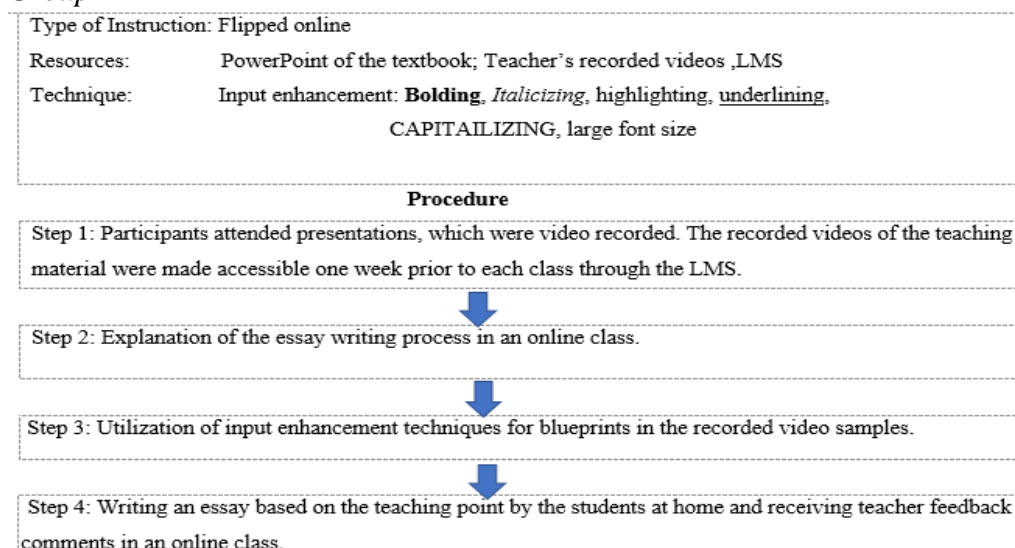 Type of Instruction: Flipped online
Resources: PowerPoint of the textbook; Teacher's recorded videos ,LMS
Technique: Input enhancement: Bolding, Italicizing, highlighting, underlining,
CAPITAILIZING, large font size
Procedure
Step 1: Participants attended presentations, which were video recorded. The recorded videos of the teaching
material were made accessible one week prior to each class through the LMS.
Step 2: Explanation of the essay writing process in an online class.
Step 3: Utilization of input enhancement techniques for blueprints in the recorded video samples.
Step 4: Writing an essay based on the teaching point by the students at home and receiving teacher feedback
comments in an online class.